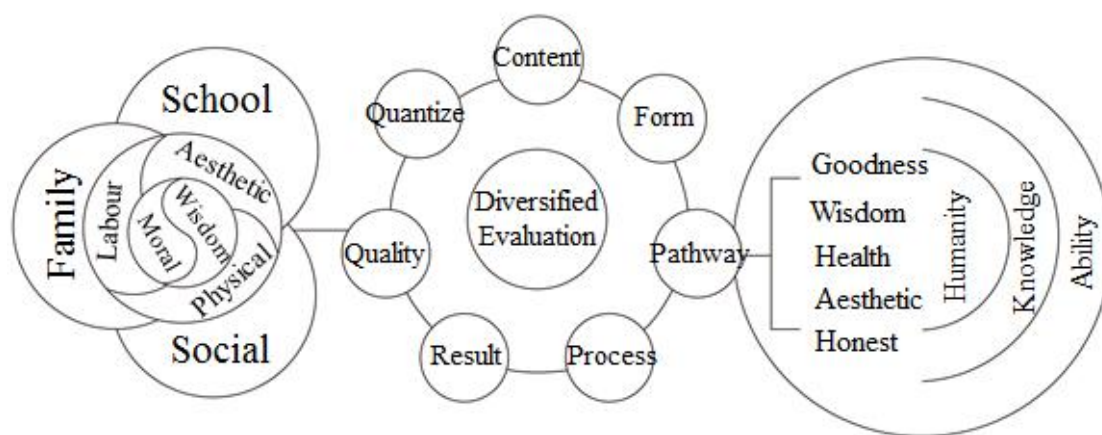 School
Family
Social
Aesthetic
Labour
Physical
Moral
Wisdom
Content
Quantize
Form
Diversified
Evaluation
Quality
Pathway
Result
Process
Goodness
Wisdom
Health
Aesthetic
Honest
Humanity
Knowledge
Ability